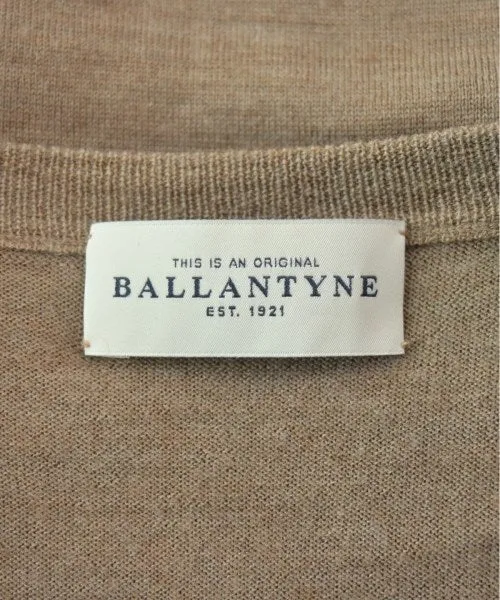 THIS IS AN ORIGINAL
BALLANTYNE
EST. 1921